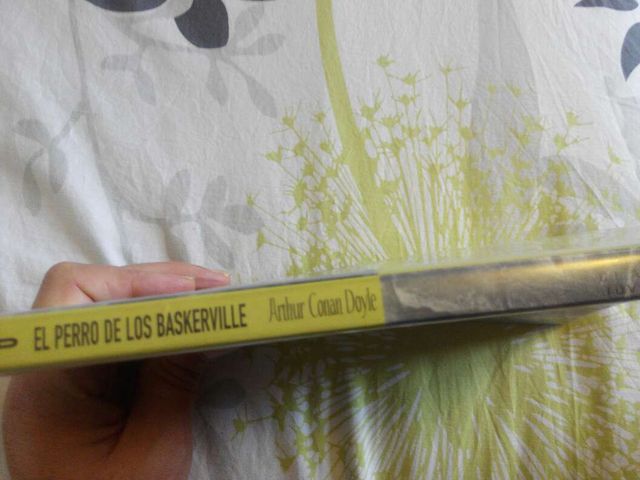 EL PERRO DE LOS BASKERVILLE Arthur Conan Doyle